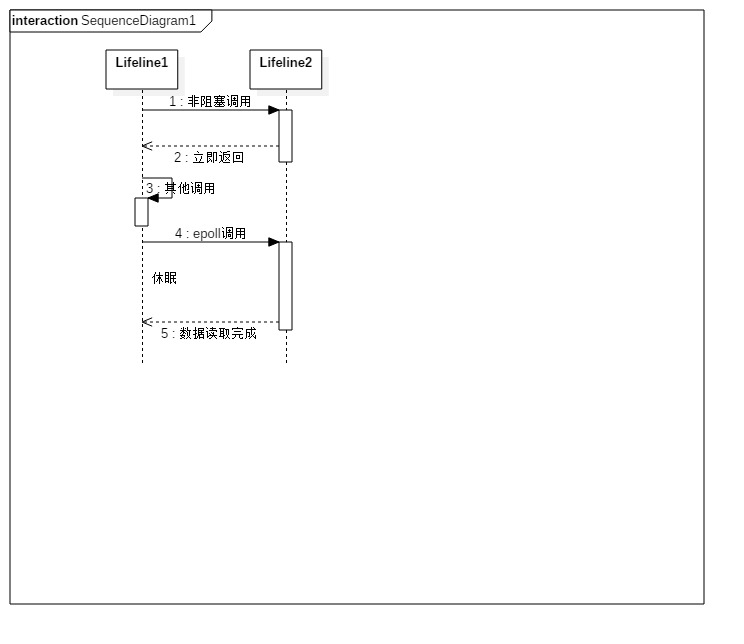 interaction SequenceDiagram1
Lifeline1
Lifeline2
1 : 非阻塞调用
2 : 立即返回
3 : 其他调用
4 : epoll调用
休眠
5 : 数据读取完成